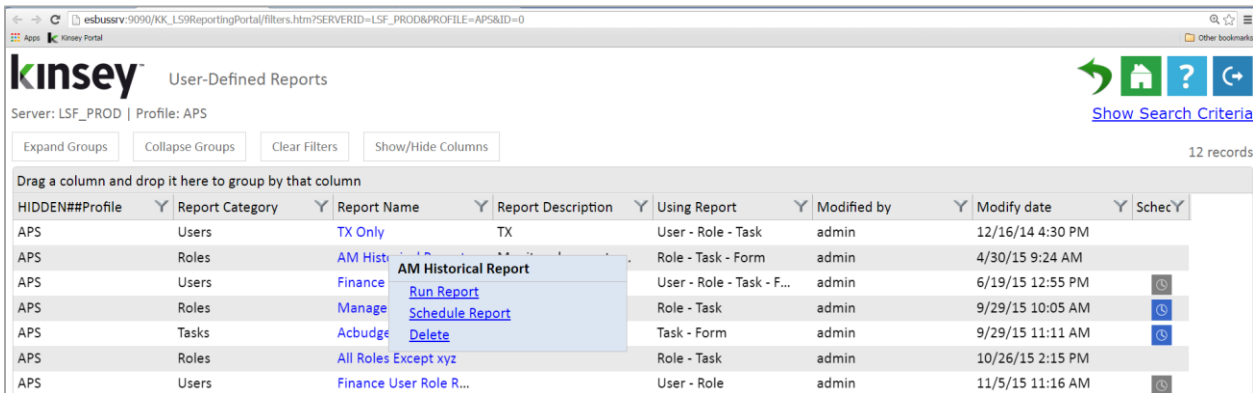 esbussrv:9090/KK_LS9ReportingPortal/filters.htm?SERVERID=LSF_PROD&PROFILE=APS&ID=0
Apps Kinsey Portal Other bookmarks
kinsey User-Defined Reports ?
Server: LSF_PROD | Profile: APS Show Search Criteria
Expand Groups Collapse Groups Clear Filters Show/Hide Columns 12 records
Drag a column and drop it here to group by that column
HIDDEN##Profile Report Category Report Name Report Description Using Report Modified by Modify date Schec
APS Users TX Only TX User - Role - Task admin 12/16/14 4:30 PM
APS Roles AM Role - Task - Form admin 4/30/15 9:24 AM
AM Historical Report
APS Users Finance User - Role - Task - F... admin 6/19/15 12:55 PM
Run Report
APS Roles Manage Role - Task admin 9/29/15 10:05 AM
Schedule Report
APS Tasks Acbudge Task - Form admin 9/29/15 11:11 AM
Delete
APS Roles All Roles Except xyz Role - Task admin 10/26/15 2:15 PM
APS Users Finance User Role R... User - Role admin 11/5/15 11:16 AM